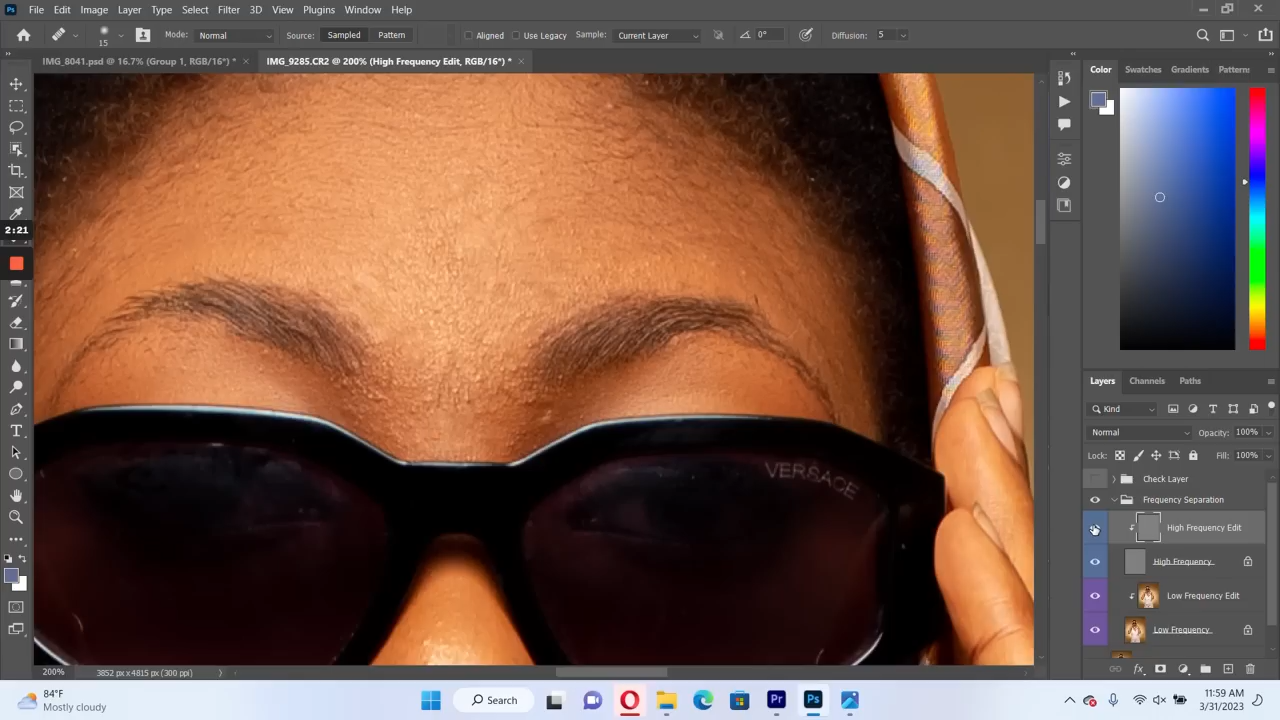 Ps File Edit Image Layer Type Select Filter 3D View Plugins Window Help
15 Mode: Normal Source: Sampled Pattern Aligned Use Legacy Sample: Current Layer 0° Diffusion: 5
IMG_8041.psd @ 16.7% (Group 1, RGB/16*) * × IMG_9285.CR2 @ 200% (High Frequency Edit, RGB/16*) * ×
Color Swatches Gradients Patterns
2:21
VERSACE
Layers Channels Paths
Kind
Normal Opacity: 100%
Lock: Fill: 100%
Check Layer
Frequency Separation
High Frequency Edit
High Frequency
Low Frequency Edit
Low Frequency
200% 3852 px x 4815 px (300 ppi)
fx
84°F
Mostly cloudy
Search
Pr
Ps
11:59 AM
3/31/2023